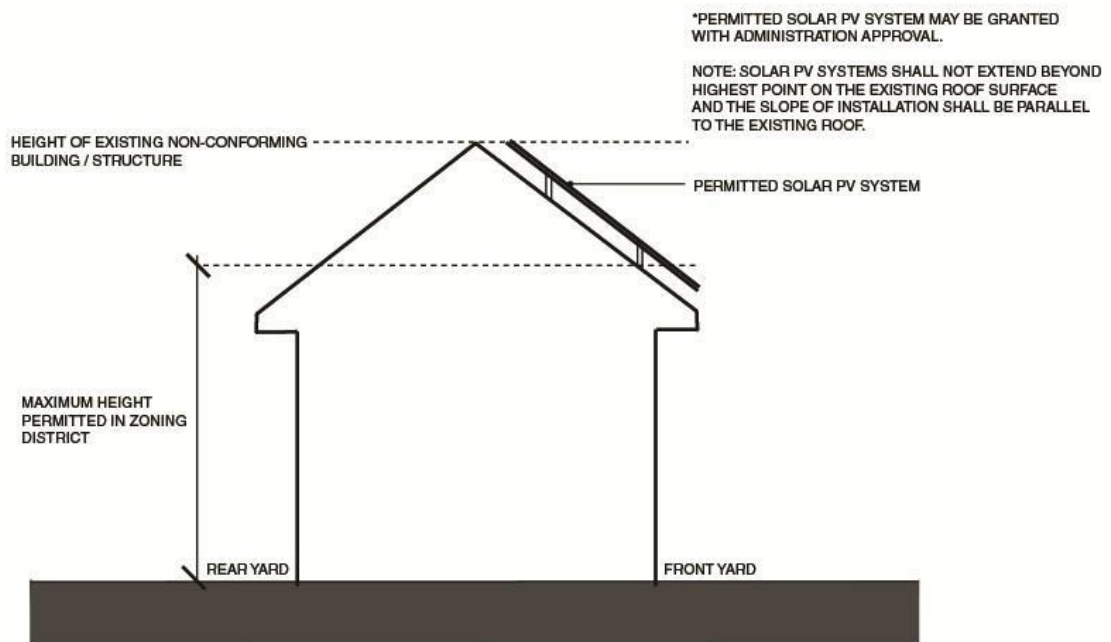 *PERMITTED SOLAR PV SYSTEM MAY BE GRANTED
WITH ADMINISTRATION APPROVAL.
NOTE: SOLAR PV SYSTEMS SHALL NOT EXTEND BEYOND
HIGHEST POINT ON THE EXISTING ROOF SURFACE
AND THE SLOPE OF INSTALLATION SHALL BE PARALLEL
TO THE EXISTING ROOF.
HEIGHT OF EXISTING NON-CONFORMING
BUILDING / STRUCTURE
PERMITTED SOLAR PV SYSTEM
MAXIMUM HEIGHT
PERMITTED IN ZONING
DISTRICT
REAR YARD
FRONT YARD